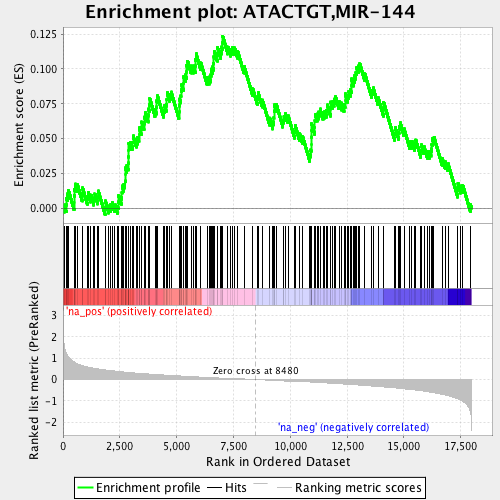 Enrichment plot: ATACTGT,MIR-144
Enrichment score (ES)
0.125
0.100
0.075
0.050
0.025
0.000
'na_pos' (positively correlated)
Ranked list metric (PreRanked)
3
2
1
0
-1
-2
Zero cross at 8480
'na_neg' (negatively correlated)
0
2,500
5,000
7,500
10,000
12,500
15,000
17,500
Rank in Ordered Dataset
Enrichment profile
Hits
Ranking metric scores